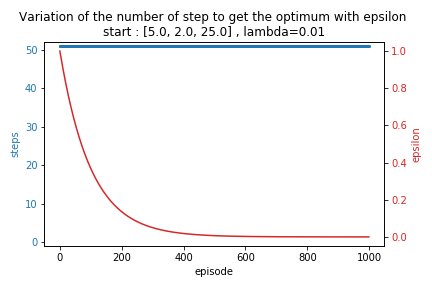 Variation of the number of step to get the optimum with epsilon
start : [5.0, 2.0, 25.0] , lambda=0.01
50
40
30
20
10
0
steps
1.0
0.8
0.6
0.4
0.2
0.0
epsilon
0 200 400 600 800 1000
episode